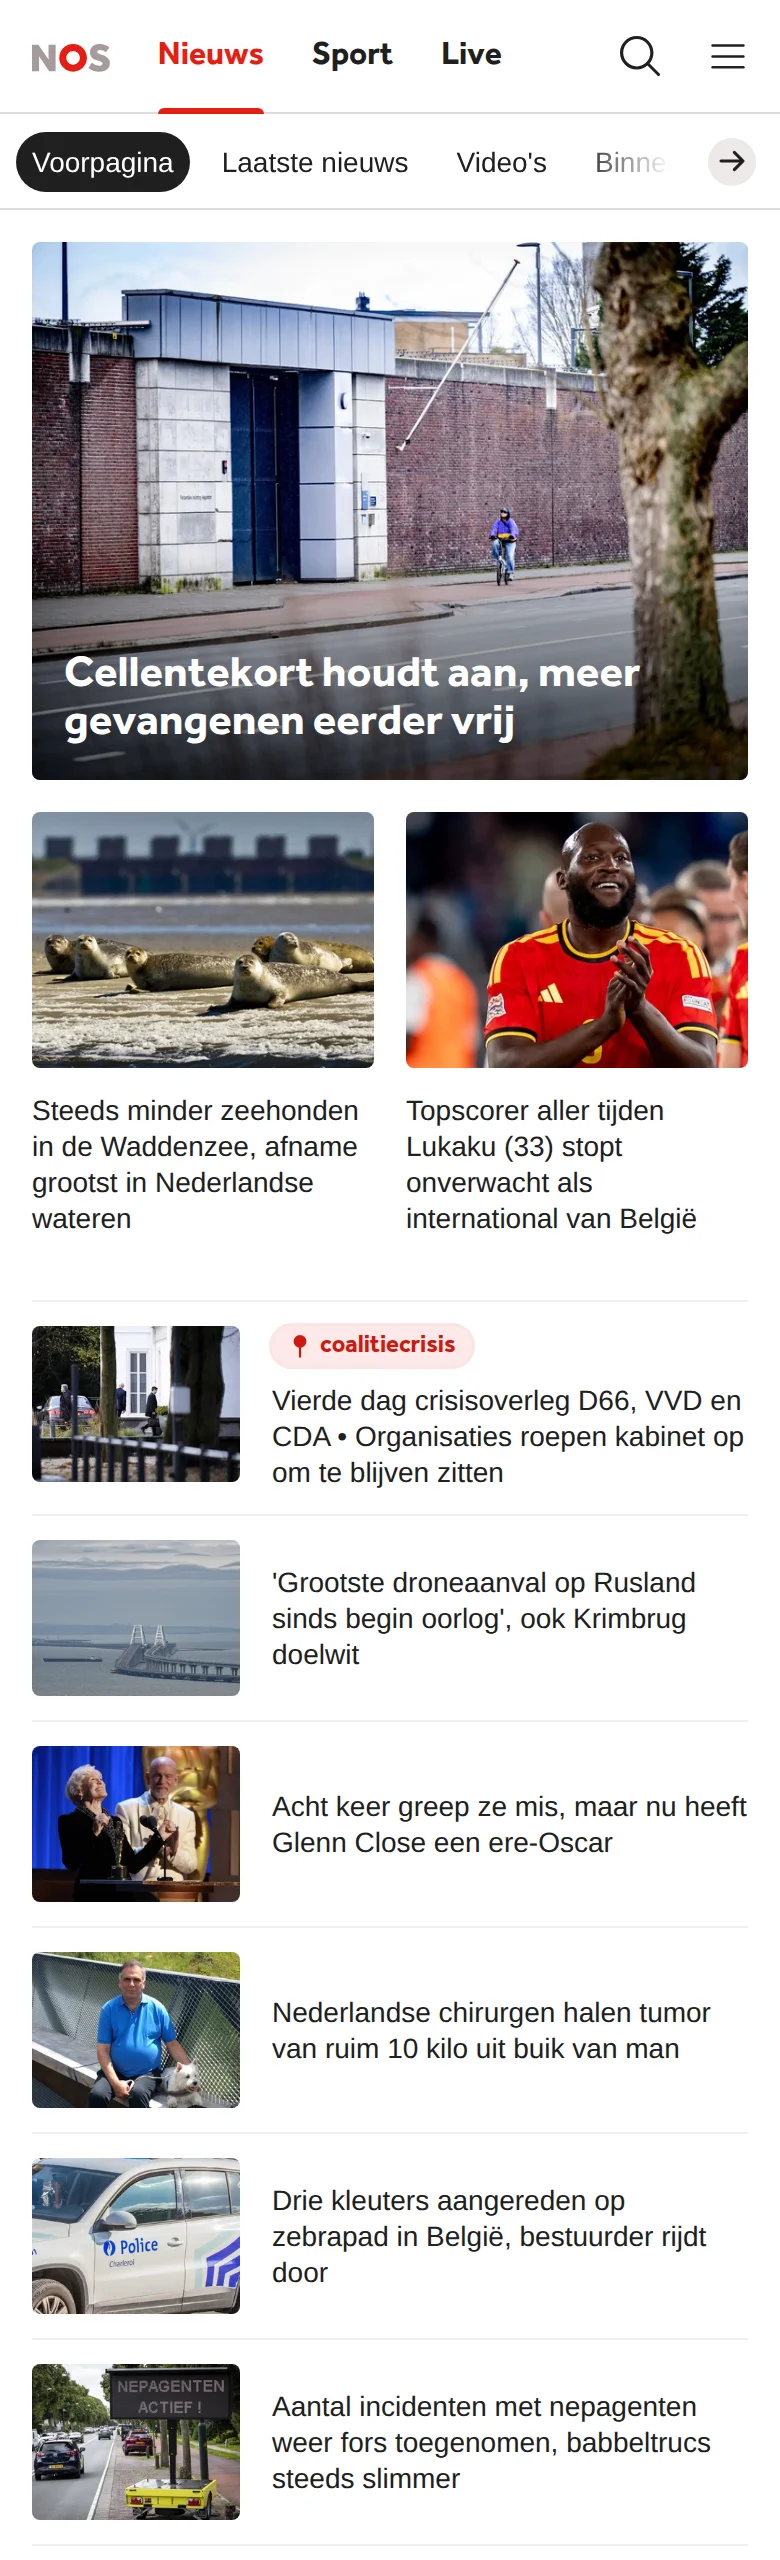 NOS
Nieuws
Sport
Live
Voorpagina
Laatste nieuws
Video's
Binne
Cellentekort houdt aan, meer
gevangenen eerder vrij
Steeds minder zeehonden
in de Waddenzee, afname
grootst in Nederlandse
wateren
Topscorer aller tijden
Lukaku (33) stopt
onverwacht als
international van België
coalitiecrisis
Vierde dag crisisoverleg D66, VVD en
CDA • Organisaties roepen kabinet op
om te blijven zitten
'Grootste droneaanval op Rusland
sinds begin oorlog', ook Krimbrug
doelwit
Acht keer greep ze mis, maar nu heeft
Glenn Close een ere-Oscar
Nederlandse chirurgen halen tumor
van ruim 10 kilo uit buik van man
Police
Charleroi
Drie kleuters aangereden op
zebrapad in België, bestuurder rijdt
door
NEPAGENTEN
ACTIEF !
Aantal incidenten met nepagenten
weer fors toegenomen, babbeltrucs
steeds slimmer